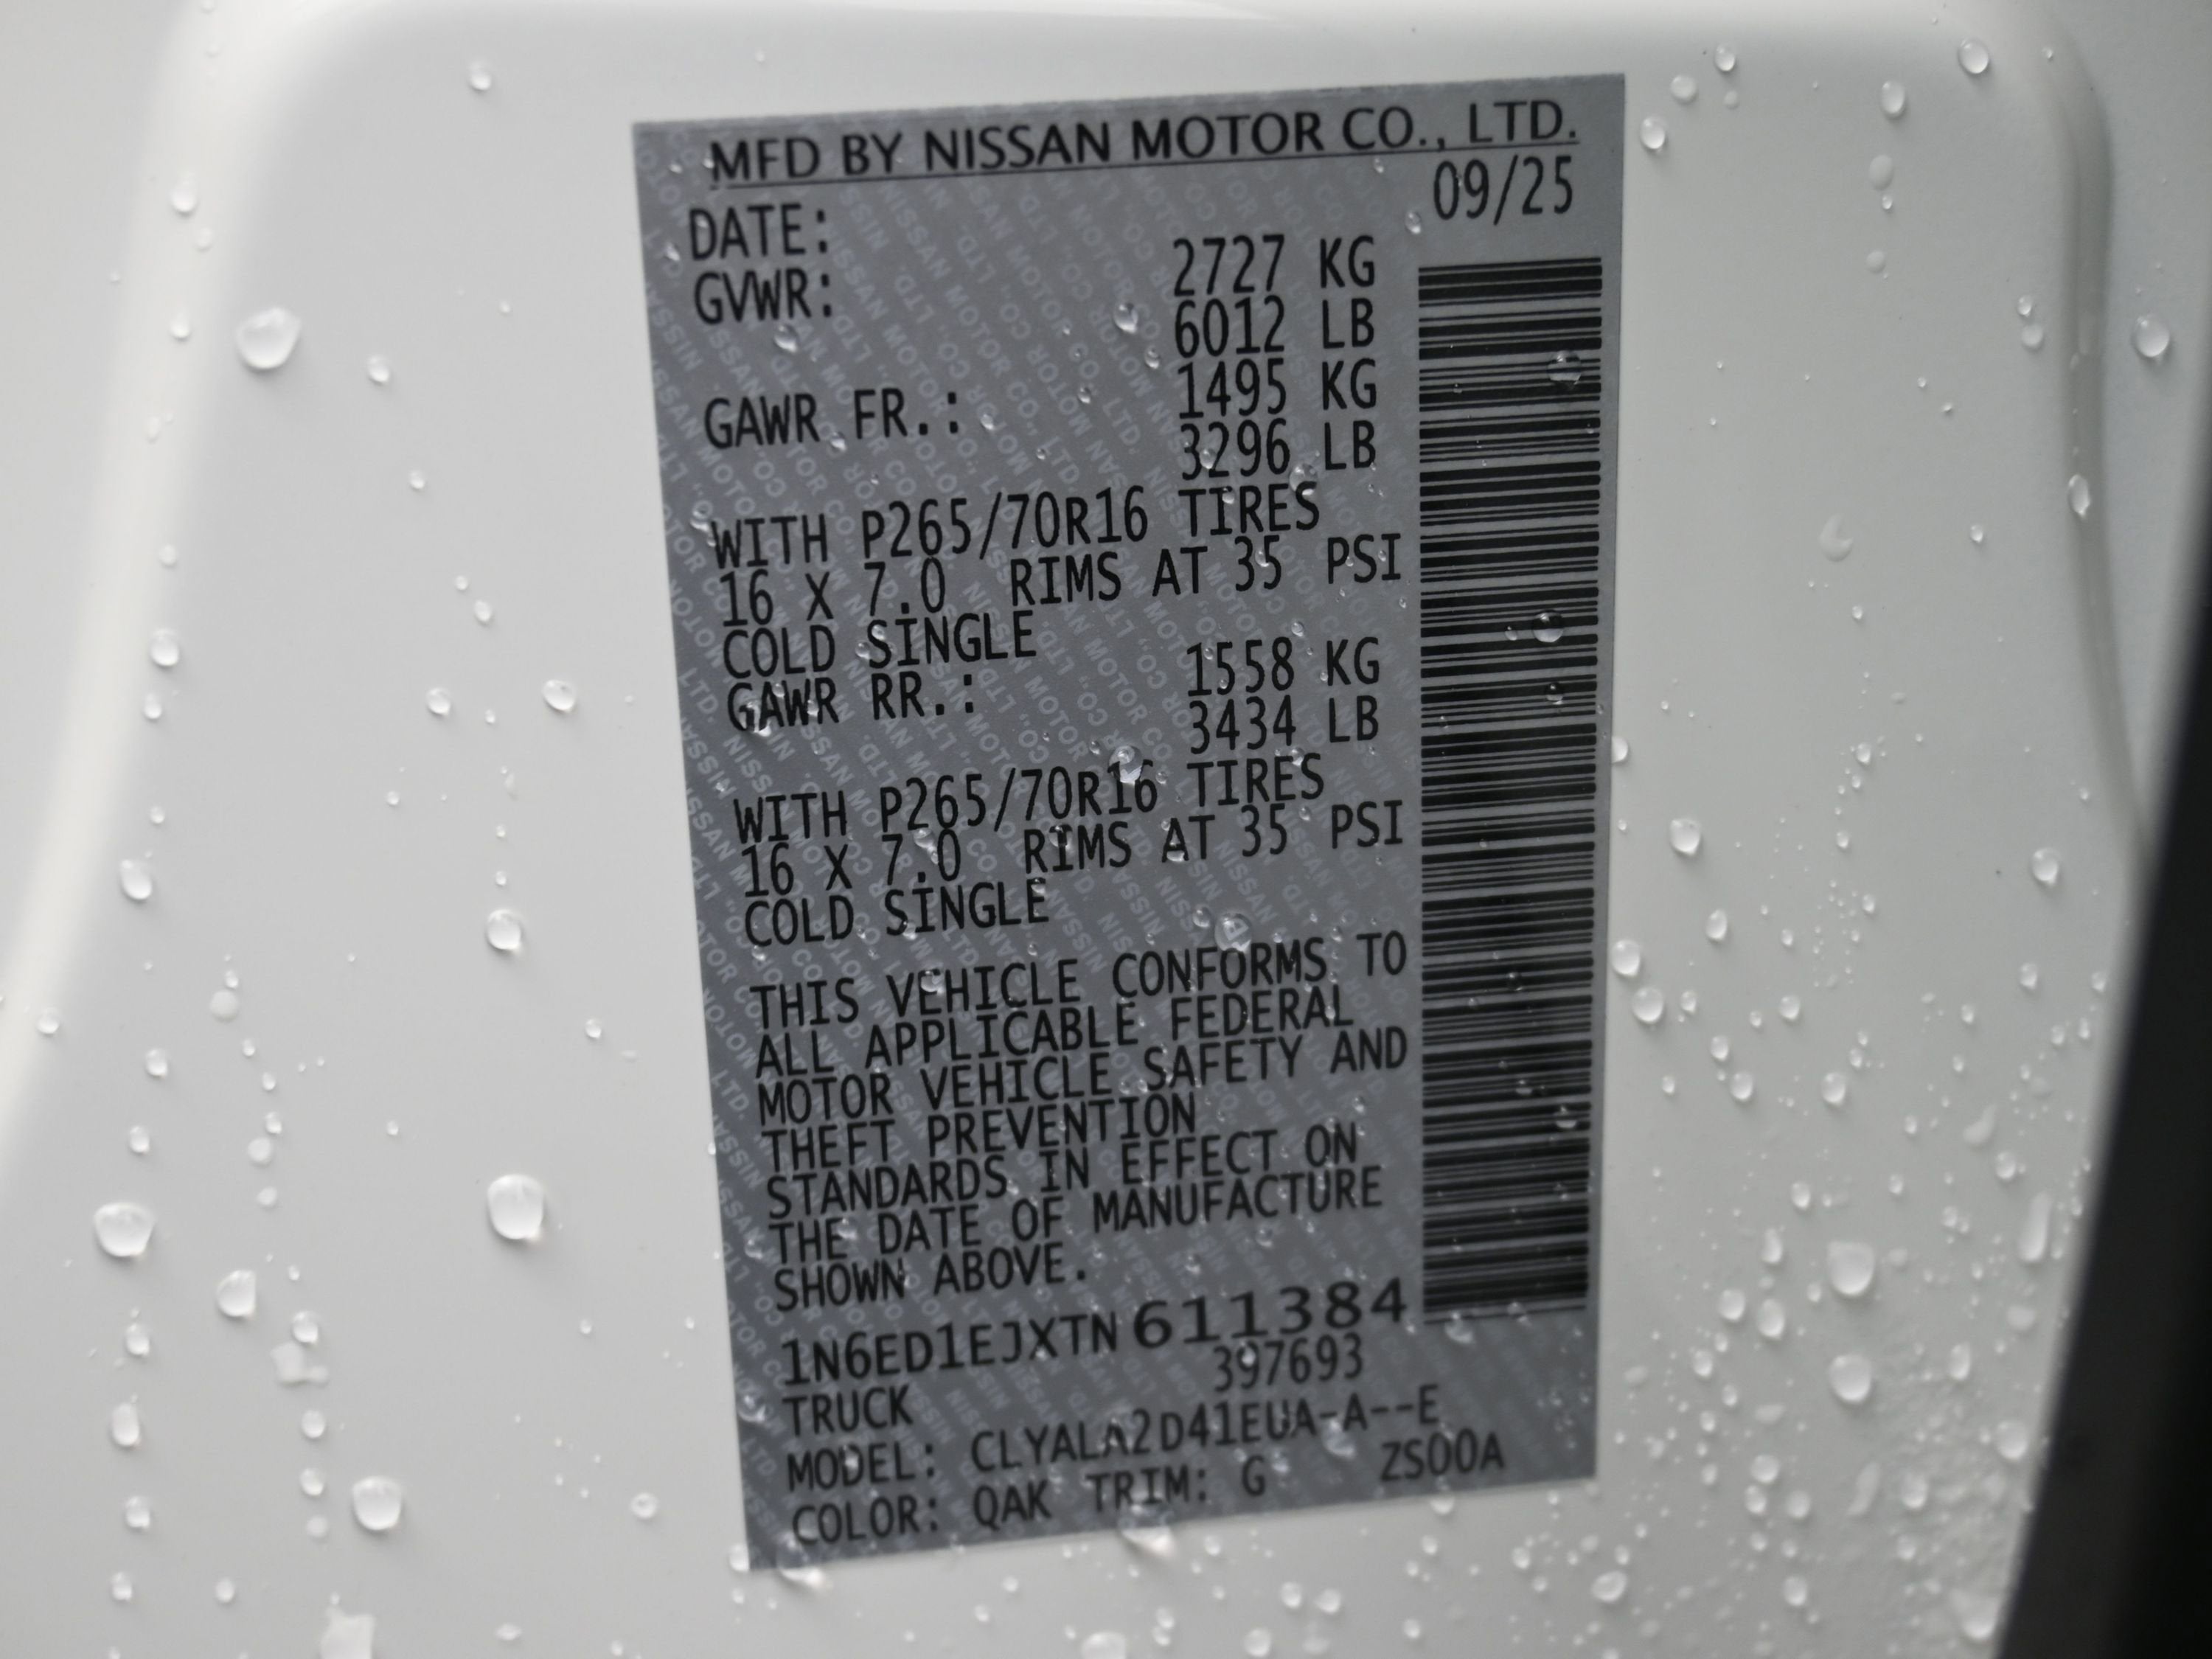 MFD BY NISSAN MOTOR CO., LTD.
DATE: 09/25
GVWR: 2727 KG
6012 LB
GAWR FR.: 1495 KG
3296 LB
WITH P265/70R16 TIRES
16 X 7.0 RIMS AT 35 PSI
COLD SINGLE
GAWR RR.: 1558 KG
3434 LB
WITH P265/70R16 TIRES
16 X 7.0 RIMS AT 35 PSI
COLD SINGLE
THIS VEHICLE CONFORMS TO
ALL APPLICABLE FEDERAL
MOTOR VEHICLE SAFETY AND
THEFT PREVENTION
STANDARDS IN EFFECT ON
THE DATE OF MANUFACTURE
SHOWN ABOVE.
1N6ED1EJXTN611384
397693
TRUCK
MODEL: CLYALA2D41EUA-A--E
COLOR: QAK TRIM: G ZS00A